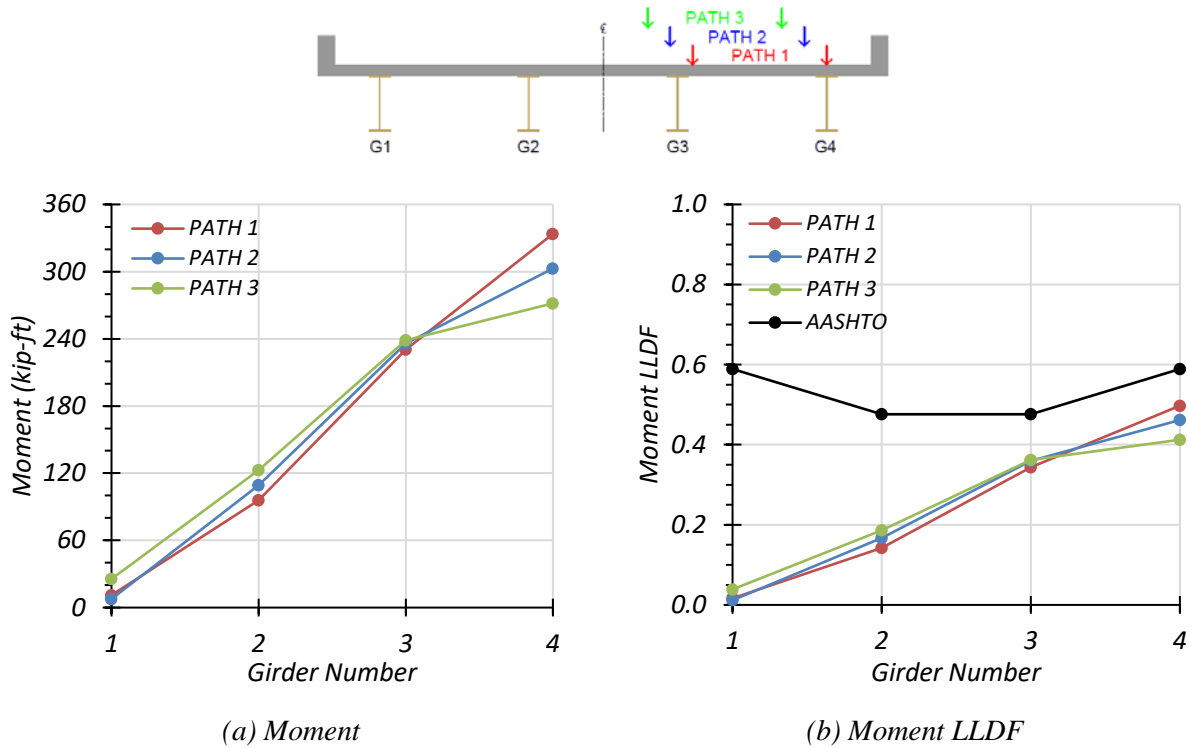 PATH 3
PATH 2
PATH 1
℄
G1 G2 G3 G4
360
300
240
180
120
60
0
Moment (kip-ft)
PATH 1
PATH 2
PATH 3
1 2 3 4
Girder Number
(a) Moment
1.0
0.8
0.6
0.4
0.2
0.0
Moment LLDF
PATH 1
PATH 2
PATH 3
AASHTO
1 2 3 4
Girder Number
(b) Moment LLDF